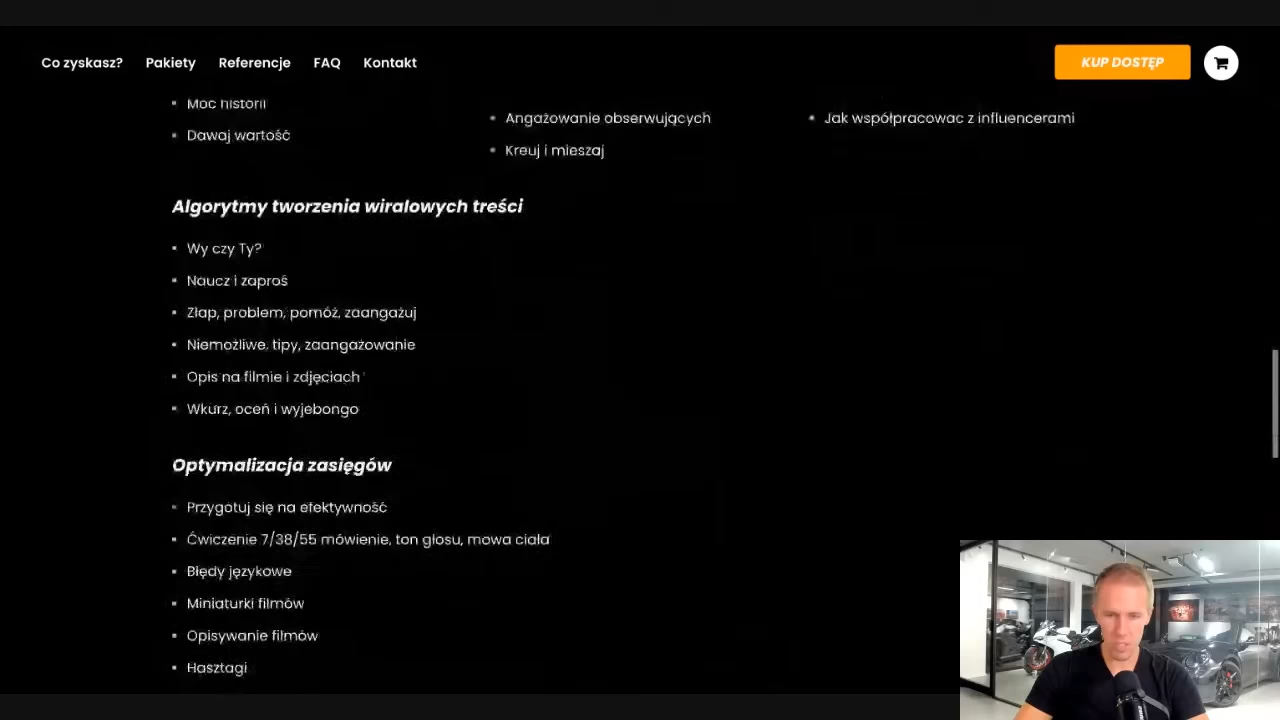 Co zyskasz? Pakiety Referencje FAQ Kontakt KUP DOSTĘP
Moc historii
Dawaj wartość
Angażowanie obserwujących
Kreuj i mieszaj
Jak współpracowac z influencerami
Algorytmy tworzenia wiralowych treści
Wy czy Ty?
Naucz i zaproś
Złap, problem, pomóż, zaangażuj
Niemożliwe, tipy, zaangażowanie
Opis na filmie i zdjęciach
Wkurz, oceń i wyjebongo
Optymalizacja zasięgów
Przygotuj się na efektywność
Ćwiczenie 7/38/55 mówienie, ton głosu, mowa ciała
Błędy językowe
Miniaturki filmów
Opisywanie filmów
Hasztagi